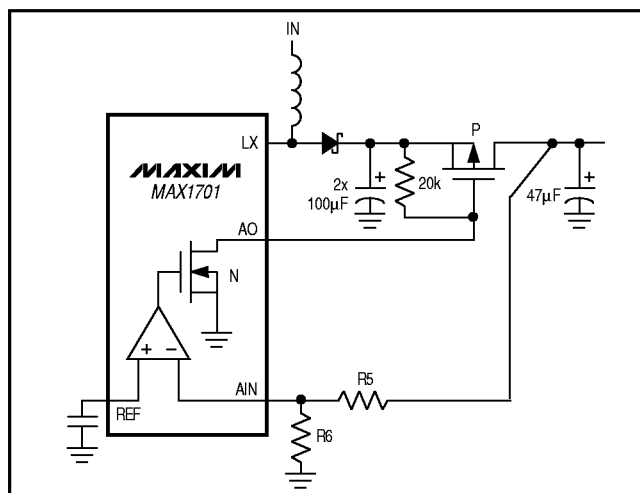 IN
LX
P
MAXIM
MAX1701
2x
100µF
+
20k
+
47µF
AO
N
+ −
AIN
R5
REF
R6